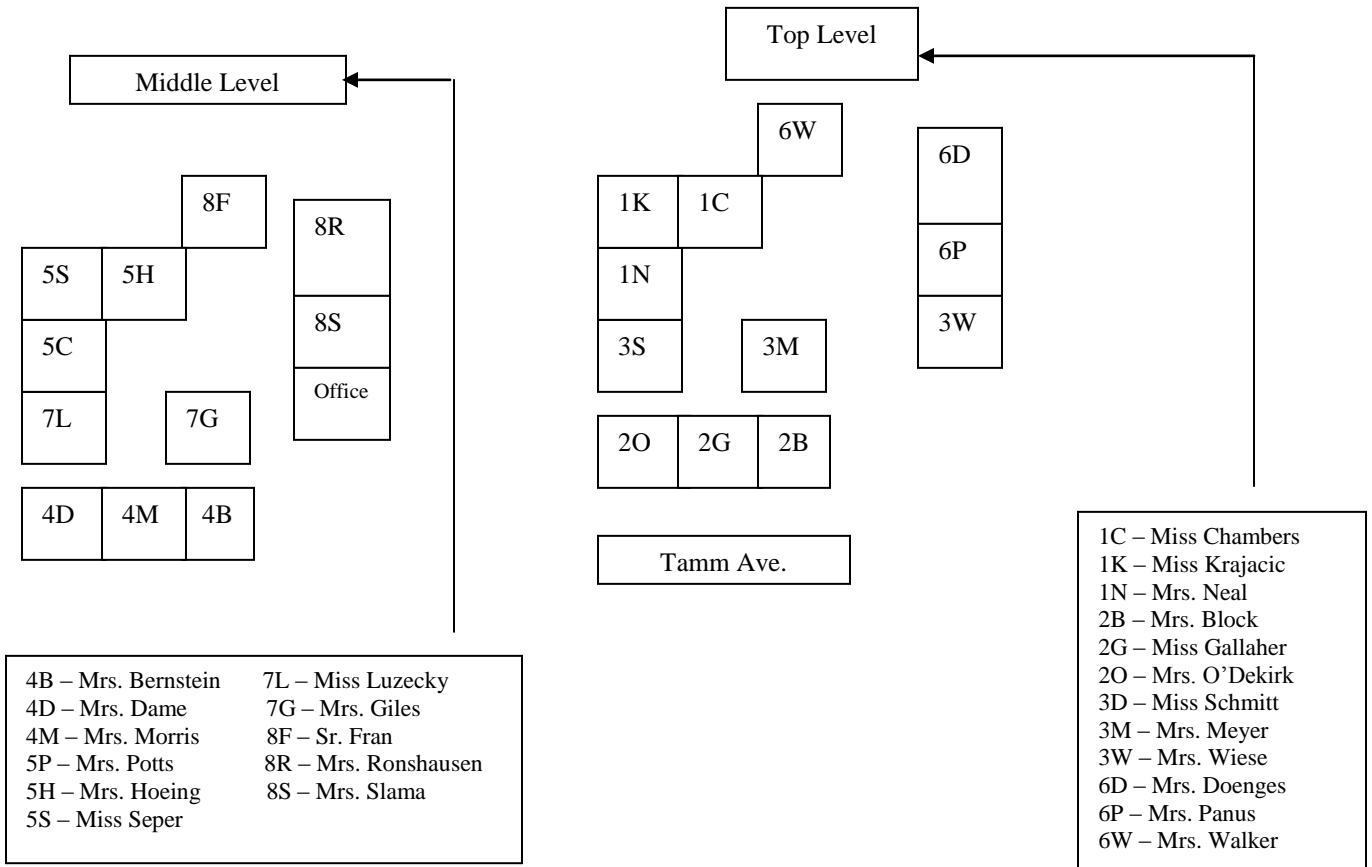 Top Level
Middle Level
6W
6D
8F
8R
1K 1C
6P
5S 5H
1N
8S
3W
5C
3S 3M
Office
7L 7G
2O 2G 2B
4D 4M 4B
Tamm Ave.
4B – Mrs. Bernstein 7L – Miss Luzecky
4D – Mrs. Dame 7G – Mrs. Giles
4M – Mrs. Morris 8F – Sr. Fran
5P – Mrs. Potts 8R – Mrs. Ronshausen
5H – Mrs. Hoeing 8S – Mrs. Slama
5S – Miss Seper
1C – Miss Chambers
1K – Miss Krajacic
1N – Mrs. Neal
2B – Mrs. Block
2G – Miss Gallaher
2O – Mrs. O’Dekirk
3D – Miss Schmitt
3M – Mrs. Meyer
3W – Mrs. Wiese
6D – Mrs. Doenges
6P – Mrs. Panus
6W – Mrs. Walker